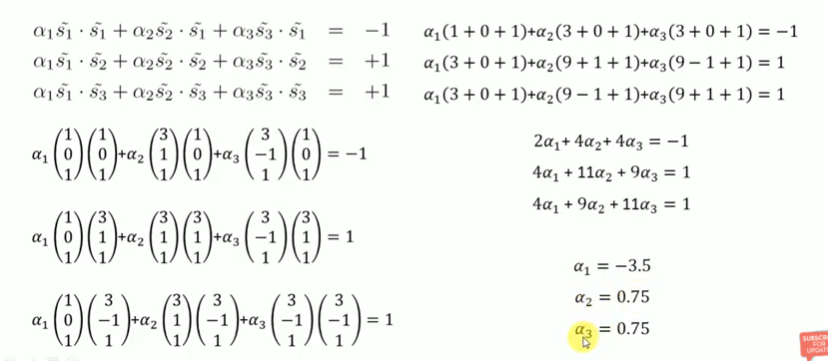 α₁s̃₁ · s̃₁ + α₂s̃₂ · s̃₁ + α₃s̃₃ · s̃₁ = −1
α₁s̃₁ · s̃₂ + α₂s̃₂ · s̃₂ + α₃s̃₃ · s̃₂ = +1
α₁s̃₁ · s̃₃ + α₂s̃₂ · s̃₃ + α₃s̃₃ · s̃₃ = +1
α₁(1 0 1)(1 0 1)+α₂(3 1 1)(1 0 1)+α₃(3 −1 1)(1 0 1) = −1
α₁(1 0 1)(3 1 1)+α₂(3 1 1)(3 1 1)+α₃(3 −1 1)(3 1 1) = 1
α₁(1 0 1)(3 −1 1)+α₂(3 1 1)(3 −1 1)+α₃(3 −1 1)(3 −1 1) = 1
α₁(1 + 0 + 1)+α₂(3 + 0 + 1)+α₃(3 + 0 + 1) = −1
α₁(3 + 0 + 1)+α₂(9 + 1 + 1)+α₃(9 − 1 + 1) = 1
α₁(3 + 0 + 1)+α₂(9 − 1 + 1)+α₃(9 + 1 + 1) = 1
2α₁+ 4α₂+ 4α₃ = −1
4α₁ + 11α₂ + 9α₃ = 1
4α₁ + 9α₂ + 11α₃ = 1
α₁ = −3.5
α₂ = 0.75
α₃ = 0.75